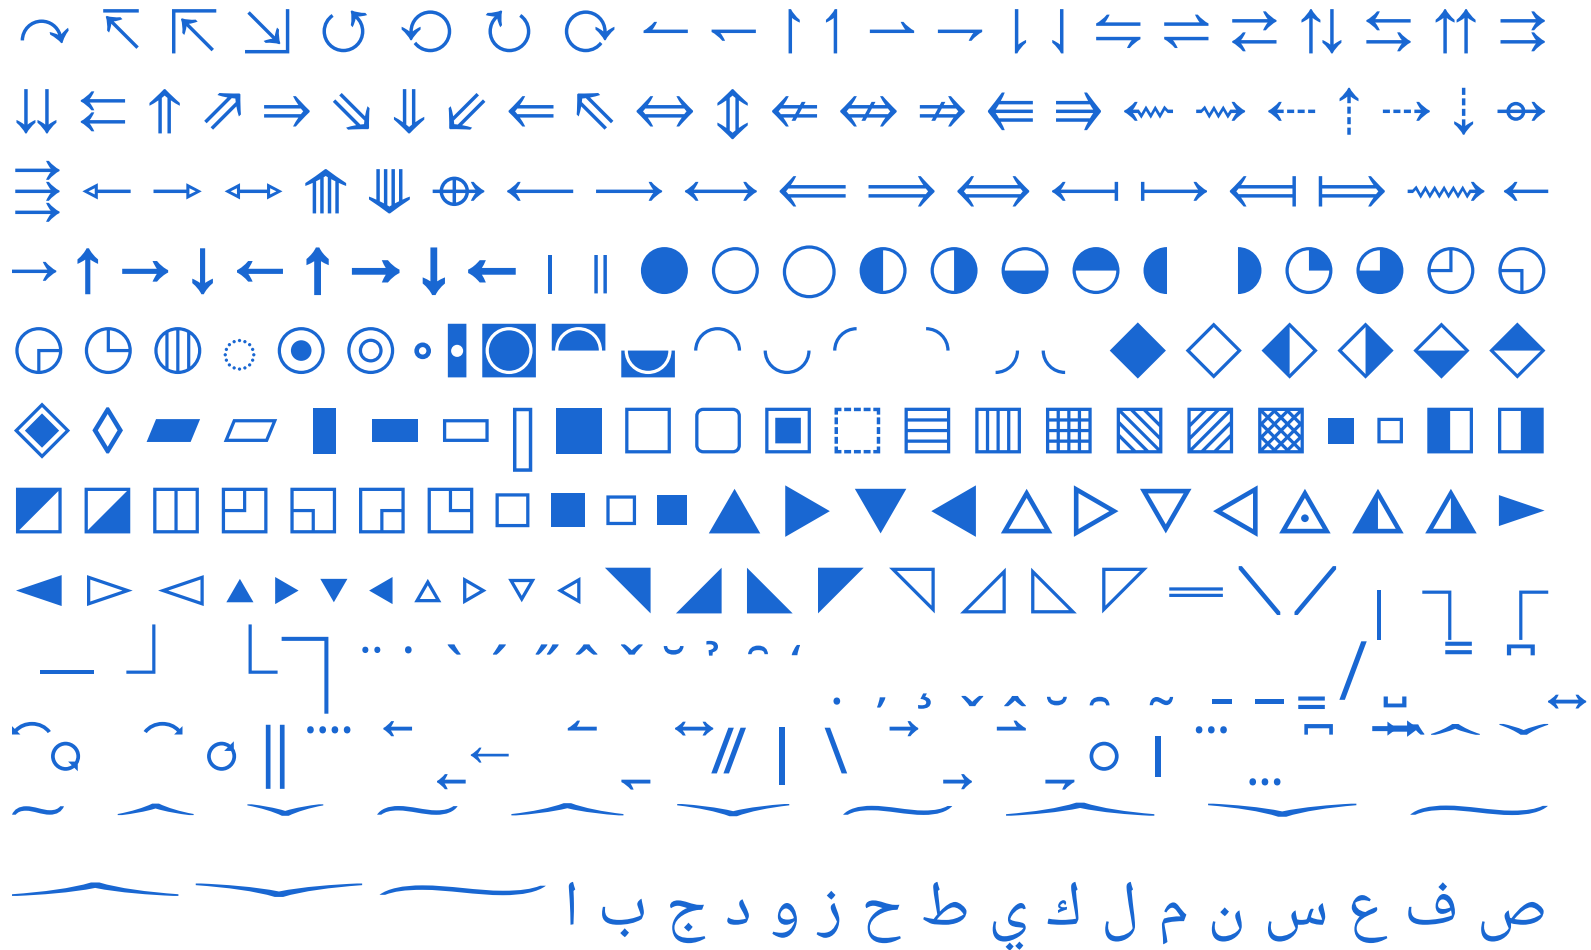 ا ب ج د و ز ح ط ي ك ل م ن س ع ف ص